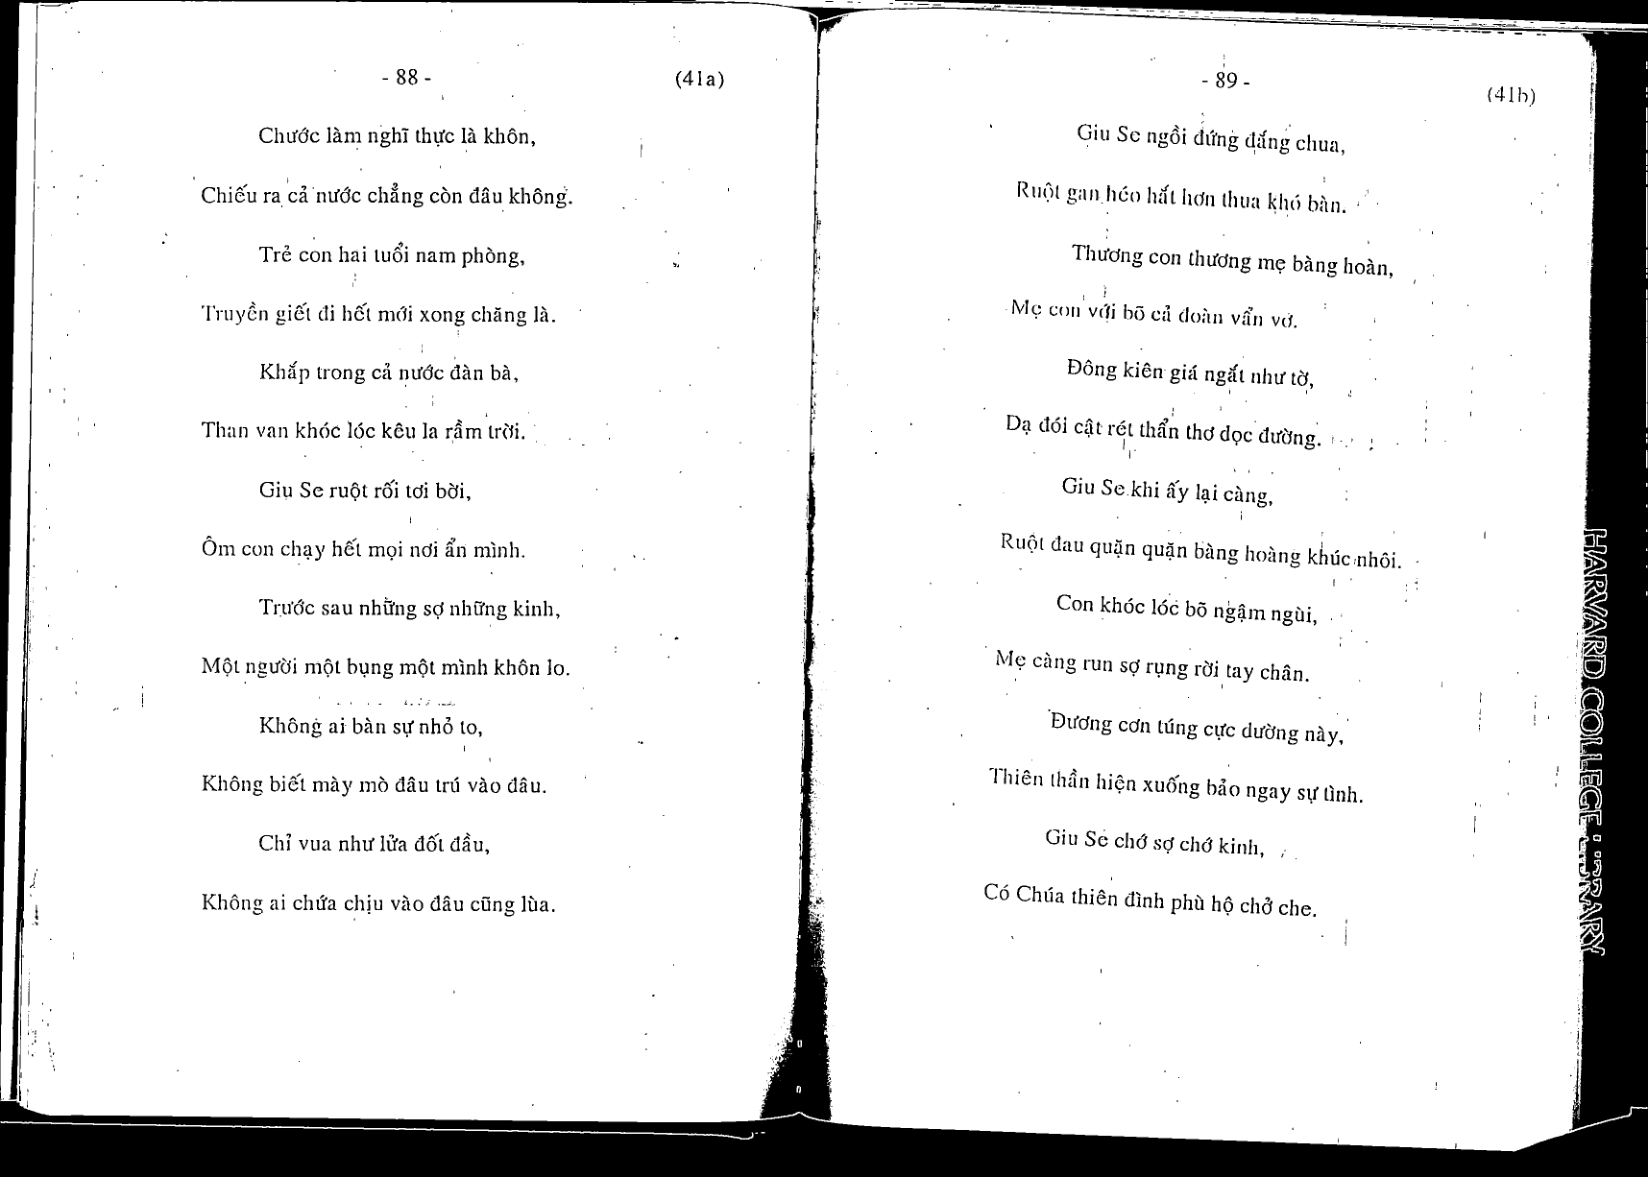 - 88 -
(41a)
Chước làm nghĩ thực là khôn,
Chiếu ra cả nước chẳng còn đâu không.
Trẻ con hai tuổi nam phòng,
Truyền giết đi hết mới xong chăng là.
Khắp trong cả nước đàn bà,
Than van khóc lóc kêu la rầm trời.
Giu Se ruột rối tơi bời,
Ôm con chạy hết mọi nơi ẩn mình.
Trước sau những sợ những kinh,
Một người một bụng một mình khôn lo.
Không ai bàn sự nhỏ to,
Không biết mày mò đâu trú vào đâu.
Chỉ vua như lửa đốt đầu,
Không ai chứa chịu vào đâu cũng lùa.
- 89 -
(41b)
Giu Se ngồi đứng đắng chua,
Ruột gan héo hắt hơn thua khó bàn.
Thương con thương mẹ bàng hoàn,
Mẹ con với bõ cả đoàn vẩn vơ.
Đông kiên giá ngắt như tờ,
Dạ đói cật rét thẩn thơ dọc đường.
Giu Se khi ấy lại càng,
Ruột đau quặn quặn bàng hoàng khúc nhôi.
Con khóc lóc bõ ngậm ngùi,
Mẹ càng run sợ rụng rời tay chân.
Đương cơn túng cực dường này,
Thiên thần hiện xuống bảo ngay sự tình.
Giu Se chớ sợ chớ kinh,
Có Chúa thiên đình phù hộ chở che.
HARVARD COLLEGE LIBRARY